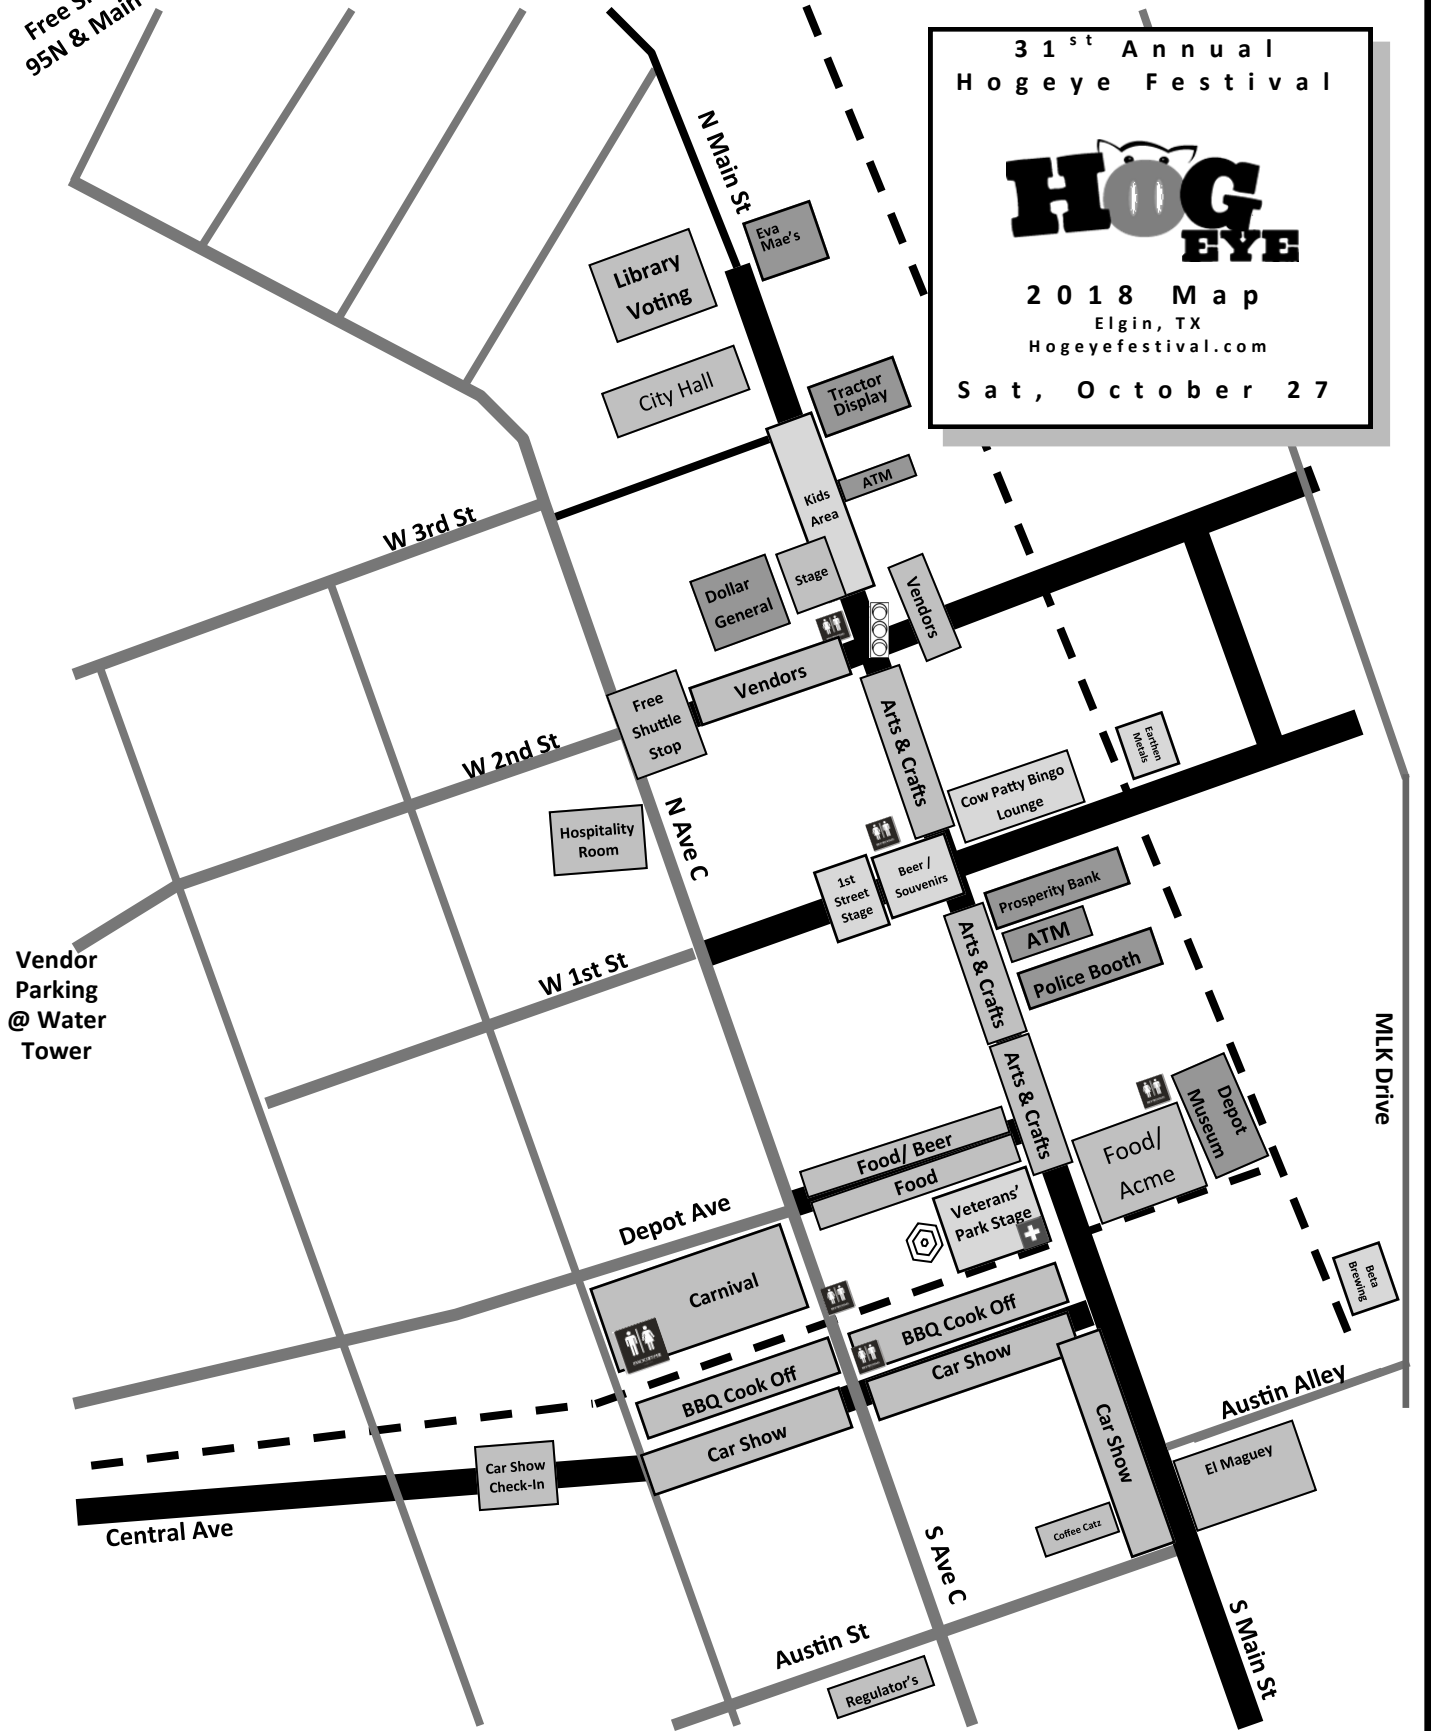 Free
95N & Main
31st Annual
Hogeye Festival
HOG
EYE
2018 Map
Elgin, TX
Hogeyefestival.com
Sat, October 27
N Main St
Eva
Mae's
Library
Voting
City Hall
Tractor
Display
Kids
Area
ATM
W 3rd St
Stage
Dollar
General
Vendors
Vendors
Free
Shuttle
Stop
W 2nd St
Arts & Crafts
Earthen
Metals
Cow Patty Bingo
Lounge
Hospitality
Room
N Ave C
Beer /
Souvenirs
1st
Street
Stage
Prosperity Bank
ATM
Police Booth
Arts & Crafts
W 1st St
Vendor
Parking
@ Water
Tower
MLK Drive
Arts & Crafts
Depot
Museum
Food/
Acme
Food/ Beer
Food
Veterans'
Park Stage
Depot Ave
Carnival
Beta
Brewing
BBQ Cook Off
Car Show
BBQ Cook Off
Car Show
Car Show
Austin Alley
El Maguey
Car Show
Check-In
Central Ave
Coffee Catz
S Ave C
Austin St
Regulator's
S Main St